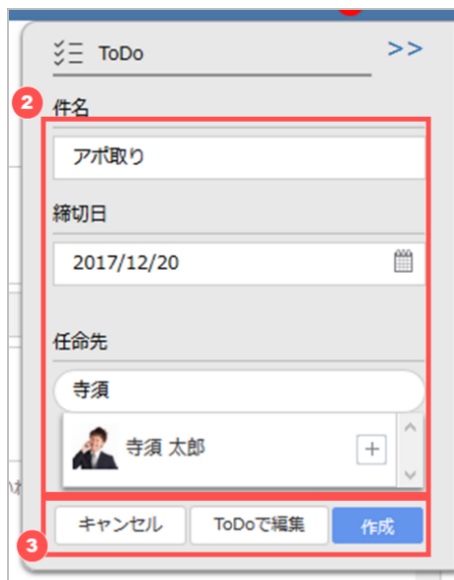 ToDo
>>
2
件名
アポ取り
締切日
2017/12/20
任命先
寺須
寺須 太郎
+
3
キャンセル
ToDoで編集
作成